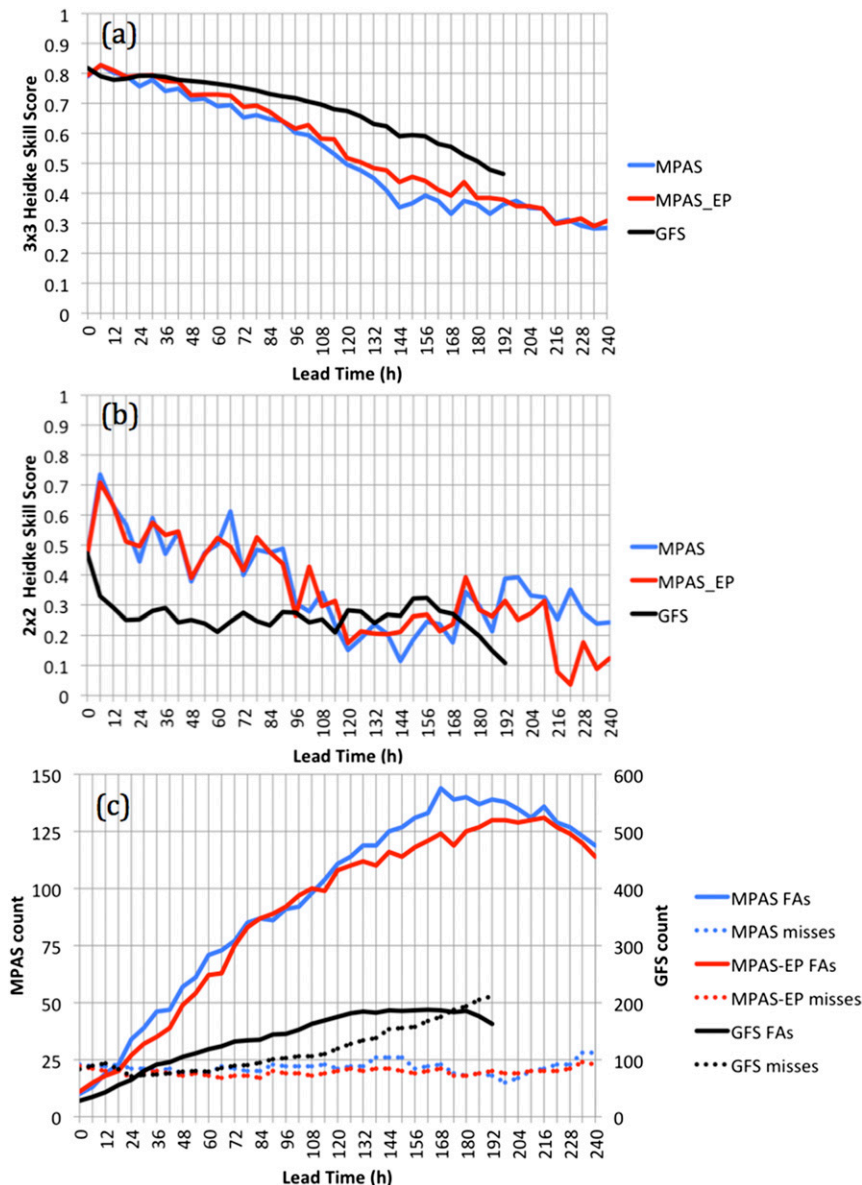 (a)
3x3 Heidke Skill Score
1
0.9
0.8
0.7
0.6
0.5
0.4
0.3
0.2
0.1
0
0 12 24 36 48 60 72 84 96 108 120 132 144 156 168 180 192 204 216 228 240
Lead Time (h)
MPAS
MPAS_EP
GFS
(b)
2x2 Heidke Skill Score
1
0.9
0.8
0.7
0.6
0.5
0.4
0.3
0.2
0.1
0
0 12 24 36 48 60 72 84 96 108 120 132 144 156 168 180 192 204 216 228 240
Lead Time (h)
MPAS
MPAS_EP
GFS
(c)
MPAS count
150
125
100
75
50
25
0
600
500
400
300
200
100
0
GFS count
0 12 24 36 48 60 72 84 96 108 120 132 144 156 168 180 192 204 216 228 240
Lead Time (h)
MPAS FAs
MPAS misses
MPAS-EP FAs
MPAS-EP misses
GFS FAs
GFS misses